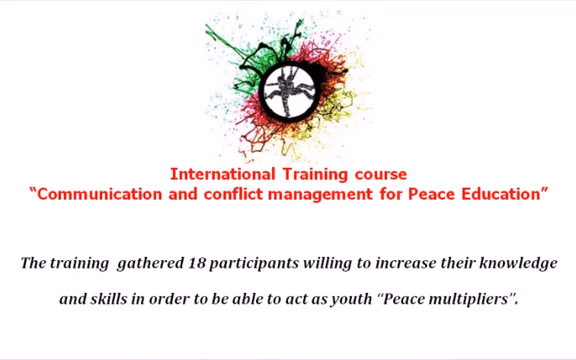 International Training course
“Communication and conflict management for Peace Education”
The training gathered 18 participants willing to increase their knowledge
and skills in order to be able to act as youth “Peace multipliers”.